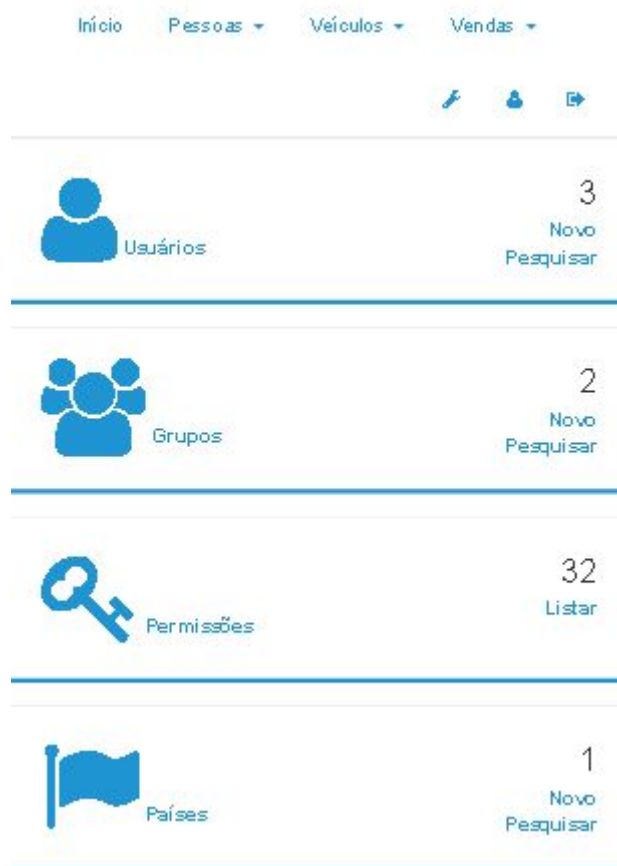 Início Pessoas Veículos Vendas
3
Novo
Usuários
Pesquisar
2
Novo
Grupos
Pesquisar
32
Listar
Permissões
1
Novo
Países
Pesquisar